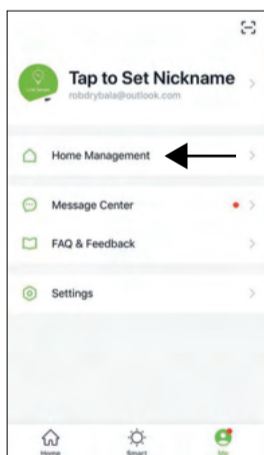 Tap to Set Nickname
robdrybala@outlook.com
Home Management
Message Center
FAQ & Feedback
Settings
Home Smart Me